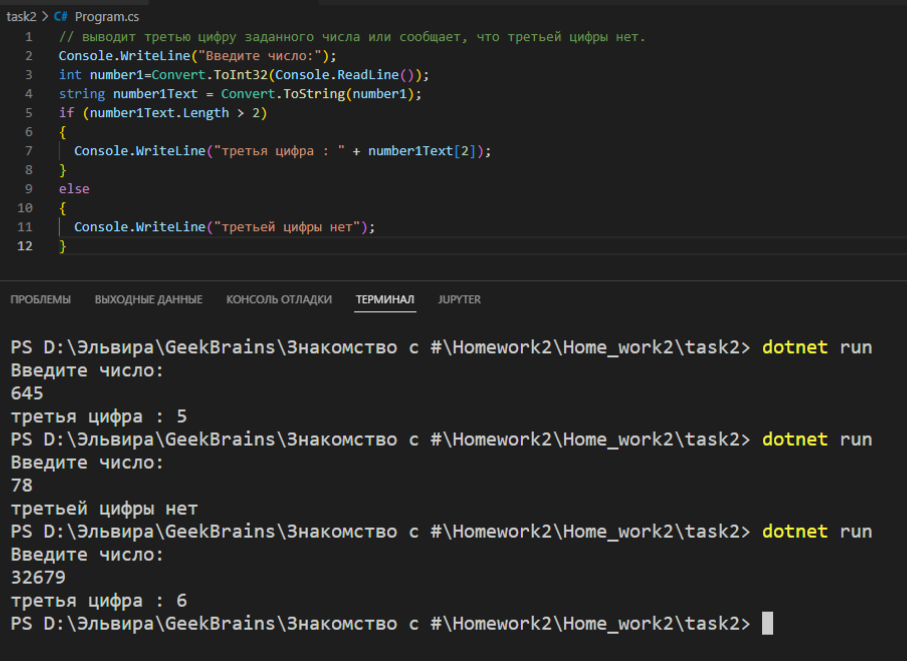 task2 > C# Program.cs
1 // выводит третью цифру заданного числа или сообщает, что третьей цифры нет.
2 Console.WriteLine("Введите число:");
3 int number1=Convert.ToInt32(Console.ReadLine());
4 string number1Text = Convert.ToString(number1);
5 if (number1Text.Length > 2)
6 {
7   Console.WriteLine("третья цифра : " + number1Text[2]);
8 }
9 else
10 {
11   Console.WriteLine("третьей цифры нет");
12 }
ПРОБЛЕМЫ ВЫХОДНЫЕ ДАННЫЕ КОНСОЛЬ ОТЛАДКИ ТЕРМИНАЛ JUPYTER
PS D:\Эльвира\GeekBrains\Знакомство с #\Homework2\Home_work2\task2> dotnet run
Введите число:
645
третья цифра : 5
PS D:\Эльвира\GeekBrains\Знакомство с #\Homework2\Home_work2\task2> dotnet run
Введите число:
78
третьей цифры нет
PS D:\Эльвира\GeekBrains\Знакомство с #\Homework2\Home_work2\task2> dotnet run
Введите число:
32679
третья цифра : 6
PS D:\Эльвира\GeekBrains\Знакомство с #\Homework2\Home_work2\task2>